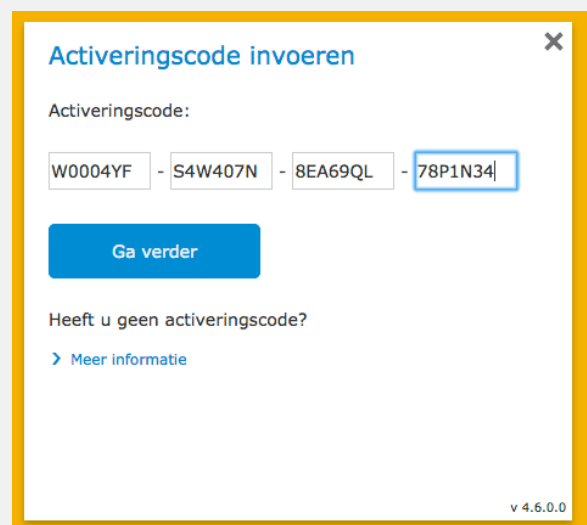 Activeringscode invoeren
Activeringscode:
W0004YF - S4W407N - 8EA69QL - 78P1N34
Ga verder
Heeft u geen activeringscode?
Meer informatie
v 4.6.0.0